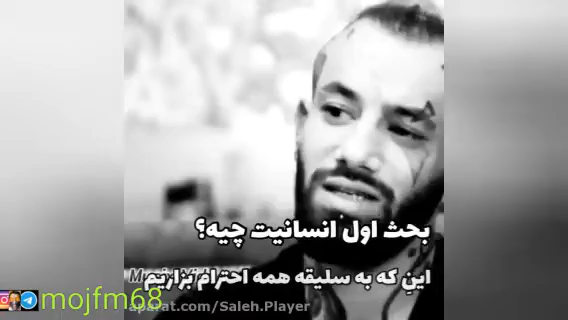 بحث اول انسانیت چیه؟
این که به سلیقه همه احترام بزاریم
mojfm68
aparat.com/Saleh.Player